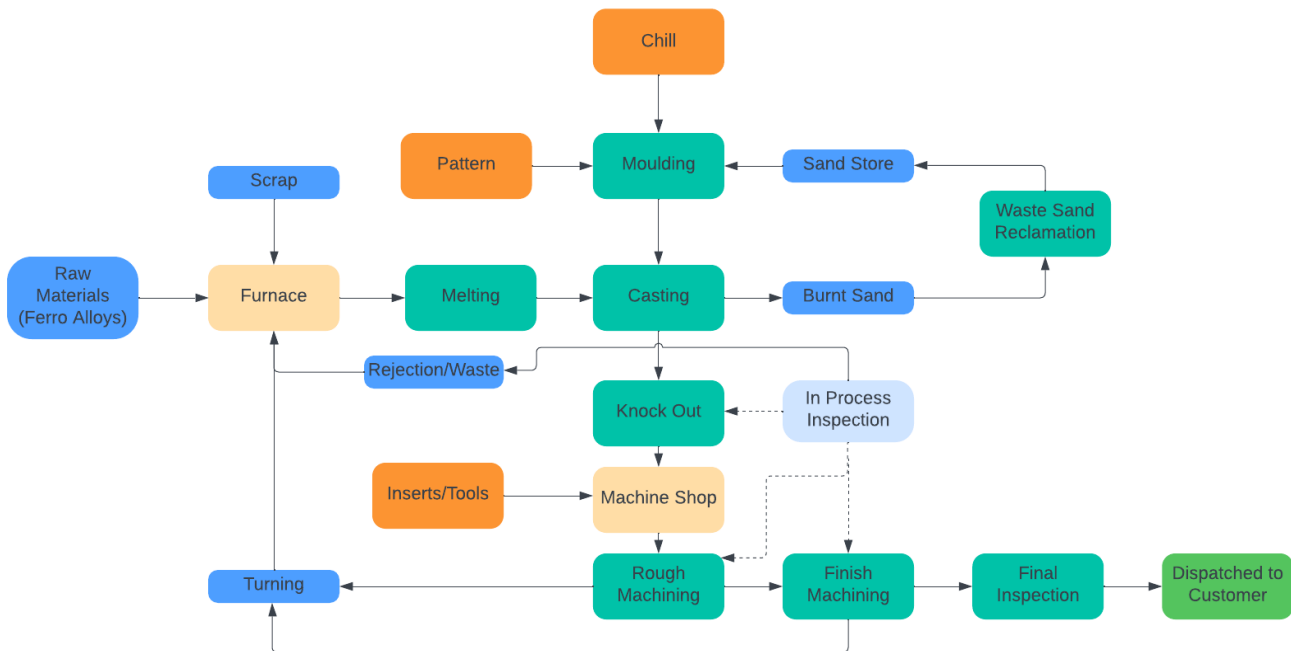 Chill
Pattern
Moulding
Sand Store
Scrap
Waste Sand
Reclamation
Raw
Materials
(Ferro Alloys)
Furnace
Melting
Casting
Burnt Sand
Rejection/Waste
Knock Out
In Process
Inspection
Inserts/Tools
Machine Shop
Turning
Rough
Machining
Finish
Machining
Final
Inspection
Dispatched to
Customer